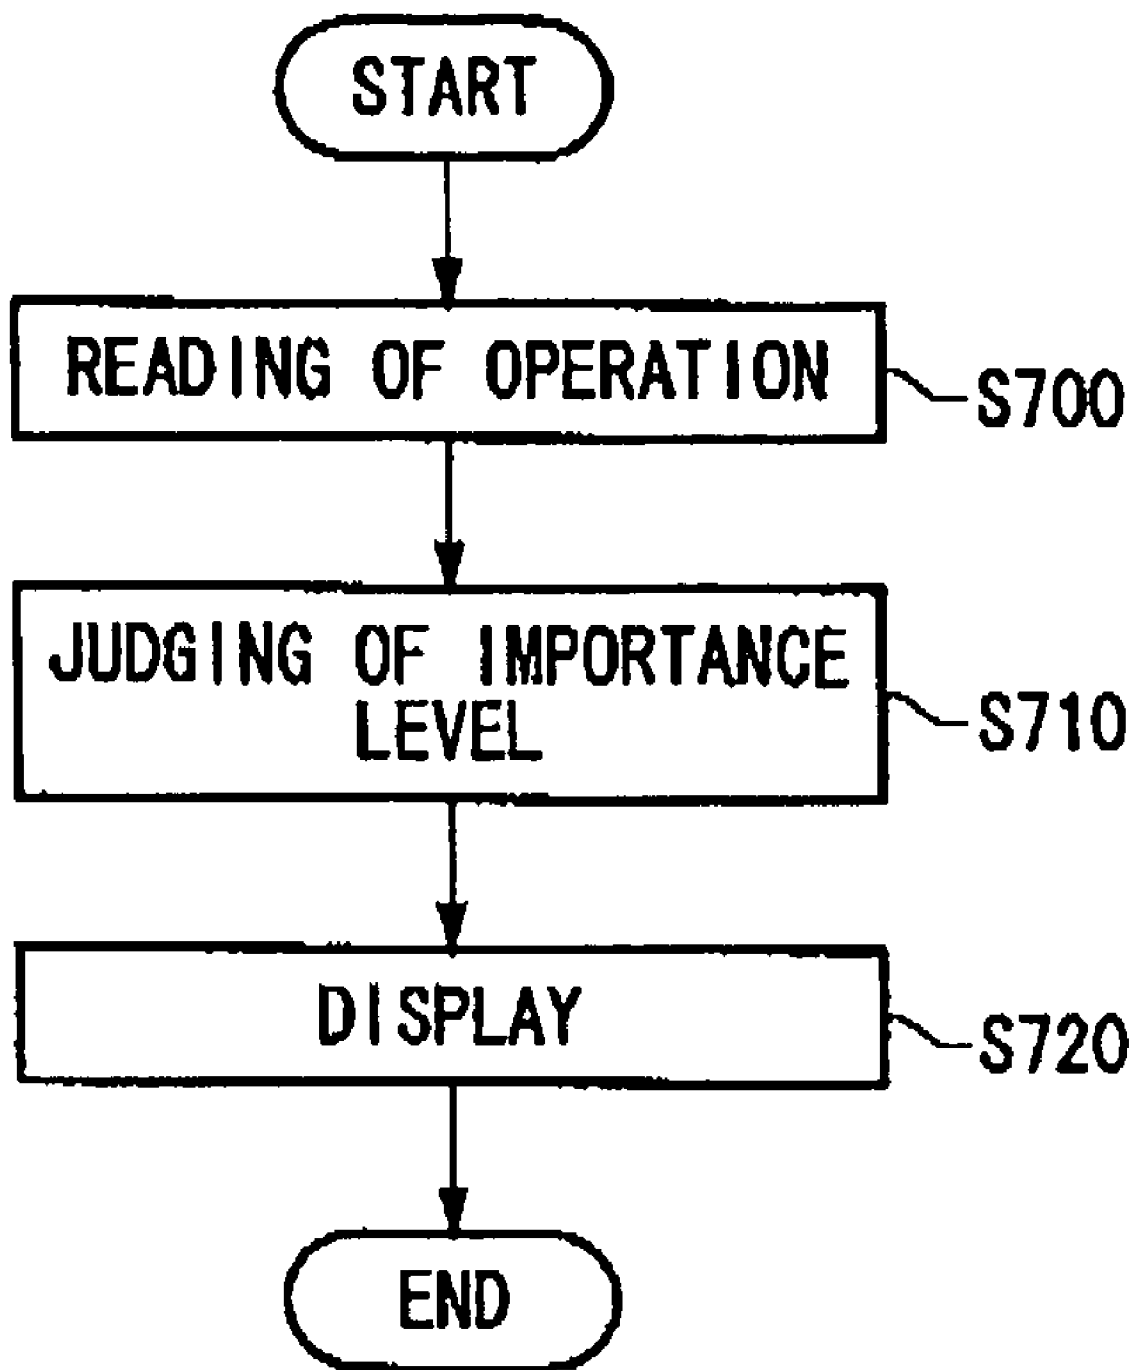 START
READING OF OPERATION
S700
JUDGING OF IMPORTANCE
LEVEL
S710
DISPLAY
S720
END